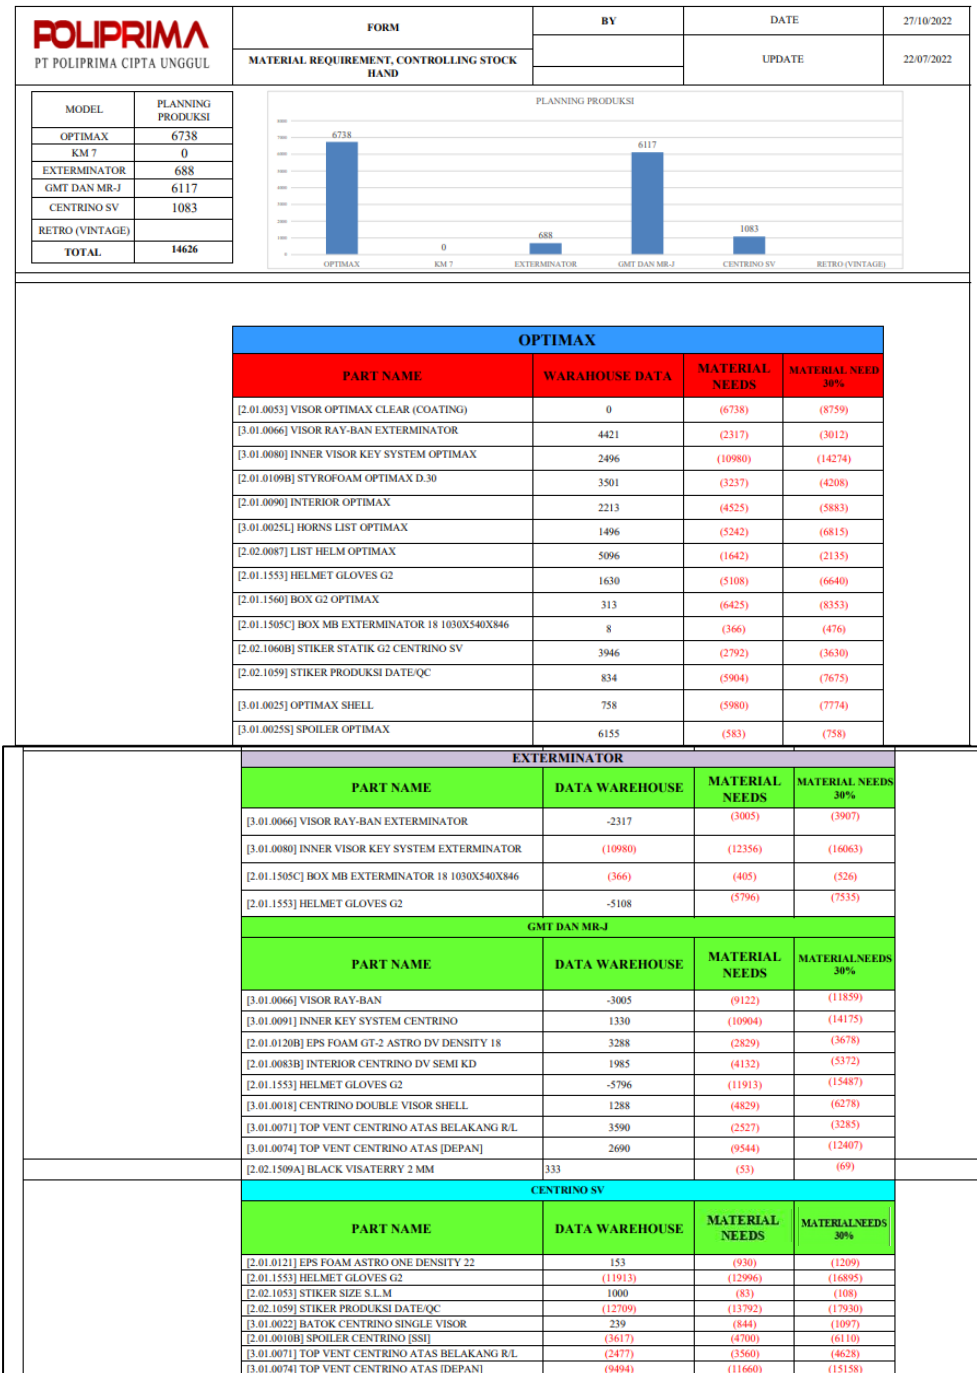 POLIPRIMA
PT POLIPRIMA CIPTA UNGGUL
FORM
BY
DATE
27/10/2022
MATERIAL REQUIREMENT, CONTROLLING STOCK
HAND
UPDATE
22/07/2022
MODEL PLANNING PRODUKSI
OPTIMAX 6738
KM 7 0
EXTERMINATOR 688
GMT DAN MR-J 6117
CENTRINO SV 1083
RETRO (VINTAGE)
TOTAL 14626
PLANNING PRODUKSI
8000
7000
6000
5000
4000
3000
2000
1000
0
6738
0
688
6117
1083
OPTIMAX KM 7 EXTERMINATOR GMT DAN MR-J CENTRINO SV RETRO (VINTAGE)
OPTIMAX
PART NAME WARAHOUSE DATA MATERIAL NEEDS MATERIAL NEED 30%
[2.01.0053] VISOR OPTIMAX CLEAR (COATING) 0 (6738) (8759)
[3.01.0066] VISOR RAY-BAN EXTERMINATOR 4421 (2317) (3012)
[3.01.0080] INNER VISOR KEY SYSTEM OPTIMAX 2496 (10980) (14274)
[2.01.0109B] STYROFOAM OPTIMAX D.30 3501 (3237) (4208)
[2.01.0090] INTERIOR OPTIMAX 2213 (4525) (5883)
[3.01.0025L] HORNS LIST OPTIMAX 1496 (5242) (6815)
[2.02.0087] LIST HELM OPTIMAX 5096 (1642) (2135)
[2.01.1553] HELMET GLOVES G2 1630 (5108) (6640)
[2.01.1560] BOX G2 OPTIMAX 313 (6425) (8353)
[2.01.1505C] BOX MB EXTERMINATOR 18 1030X540X846 8 (366) (476)
[2.02.1060B] STIKER STATIK G2 CENTRINO SV 3946 (2792) (3630)
[2.02.1059] STIKER PRODUKSI DATE/QC 834 (5904) (7675)
[3.01.0025] OPTIMAX SHELL 758 (5980) (7774)
[3.01.0025S] SPOILER OPTIMAX 6155 (583) (758)
EXTERMINATOR
PART NAME DATA WAREHOUSE MATERIAL NEEDS MATERIAL NEEDS 30%
[3.01.0066] VISOR RAY-BAN EXTERMINATOR -2317 (3005) (3907)
[3.01.0080] INNER VISOR KEY SYSTEM EXTERMINATOR (10980) (12356) (16063)
[2.01.1505C] BOX MB EXTERMINATOR 18 1030X540X846 (366) (405) (526)
[2.01.1553] HELMET GLOVES G2 -5108 (5796) (7535)
GMT DAN MR-J
PART NAME DATA WAREHOUSE MATERIAL NEEDS MATERIALNEEDS 30%
[3.01.0066] VISOR RAY-BAN -3005 (9122) (11859)
[3.01.0091] INNER KEY SYSTEM CENTRINO 1330 (10904) (14175)
[2.01.0120B] EPS FOAM GT-2 ASTRO DV DENSITY 18 3288 (2829) (3678)
[2.01.0083B] INTERIOR CENTRINO DV SEMI KD 1985 (4132) (5372)
[2.01.1553] HELMET GLOVES G2 -5796 (11913) (15487)
[3.01.0018] CENTRINO DOUBLE VISOR SHELL 1288 (4829) (6278)
[3.01.0071] TOP VENT CENTRINO ATAS BELAKANG R/L 3590 (2527) (3285)
[3.01.0074] TOP VENT CENTRINO ATAS [DEPAN] 2690 (9544) (12407)
[2.02.1509A] BLACK VISATERRY 2 MM 333 (53) (69)
CENTRINO SV
PART NAME DATA WAREHOUSE MATERIAL NEEDS MATERIALNEEDS 30%
[2.01.0121] EPS FOAM ASTRO ONE DENSITY 22 153 (930) (1209)
[2.01.1553] HELMET GLOVES G2 (11913) (12996) (16895)
[2.02.1053] STIKER SIZE S.L.M 1000 (83) (108)
[2.02.1059] STIKER PRODUKSI DATE/QC (12709) (13792) (17930)
[3.01.0022] BATOK CENTRINO SINGLE VISOR 239 (844) (1097)
[2.01.0010B] SPOILER CENTRINO [SSI] (3617) (4700) (6110)
[3.01.0071] TOP VENT CENTRINO ATAS BELAKANG R/L (2477) (3560) (4628)
[3.01.0074] TOP VENT CENTRINO ATAS [DEPAN] (9494) (11660) (15158)